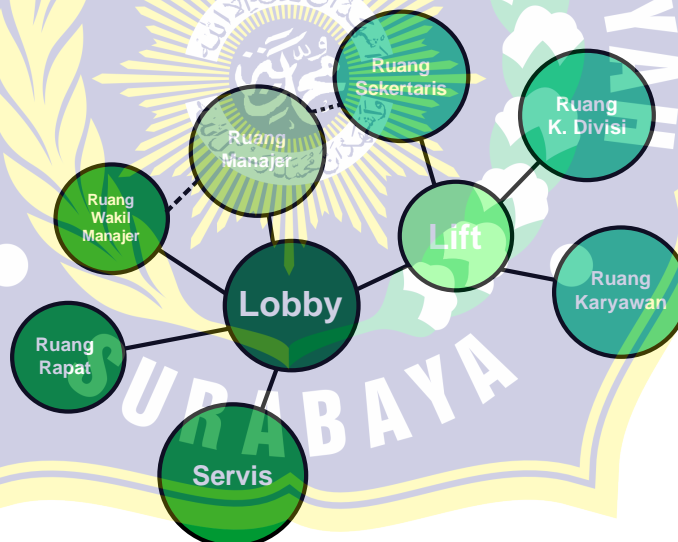 Ruang
Sekertaris
Ruang
K. Divisi
Ruang
Manajer
Ruang
Wakil
Manajer
Lift
Lobby
Ruang
Karyawan
Ruang
Rapat
Servis
SURABAYA